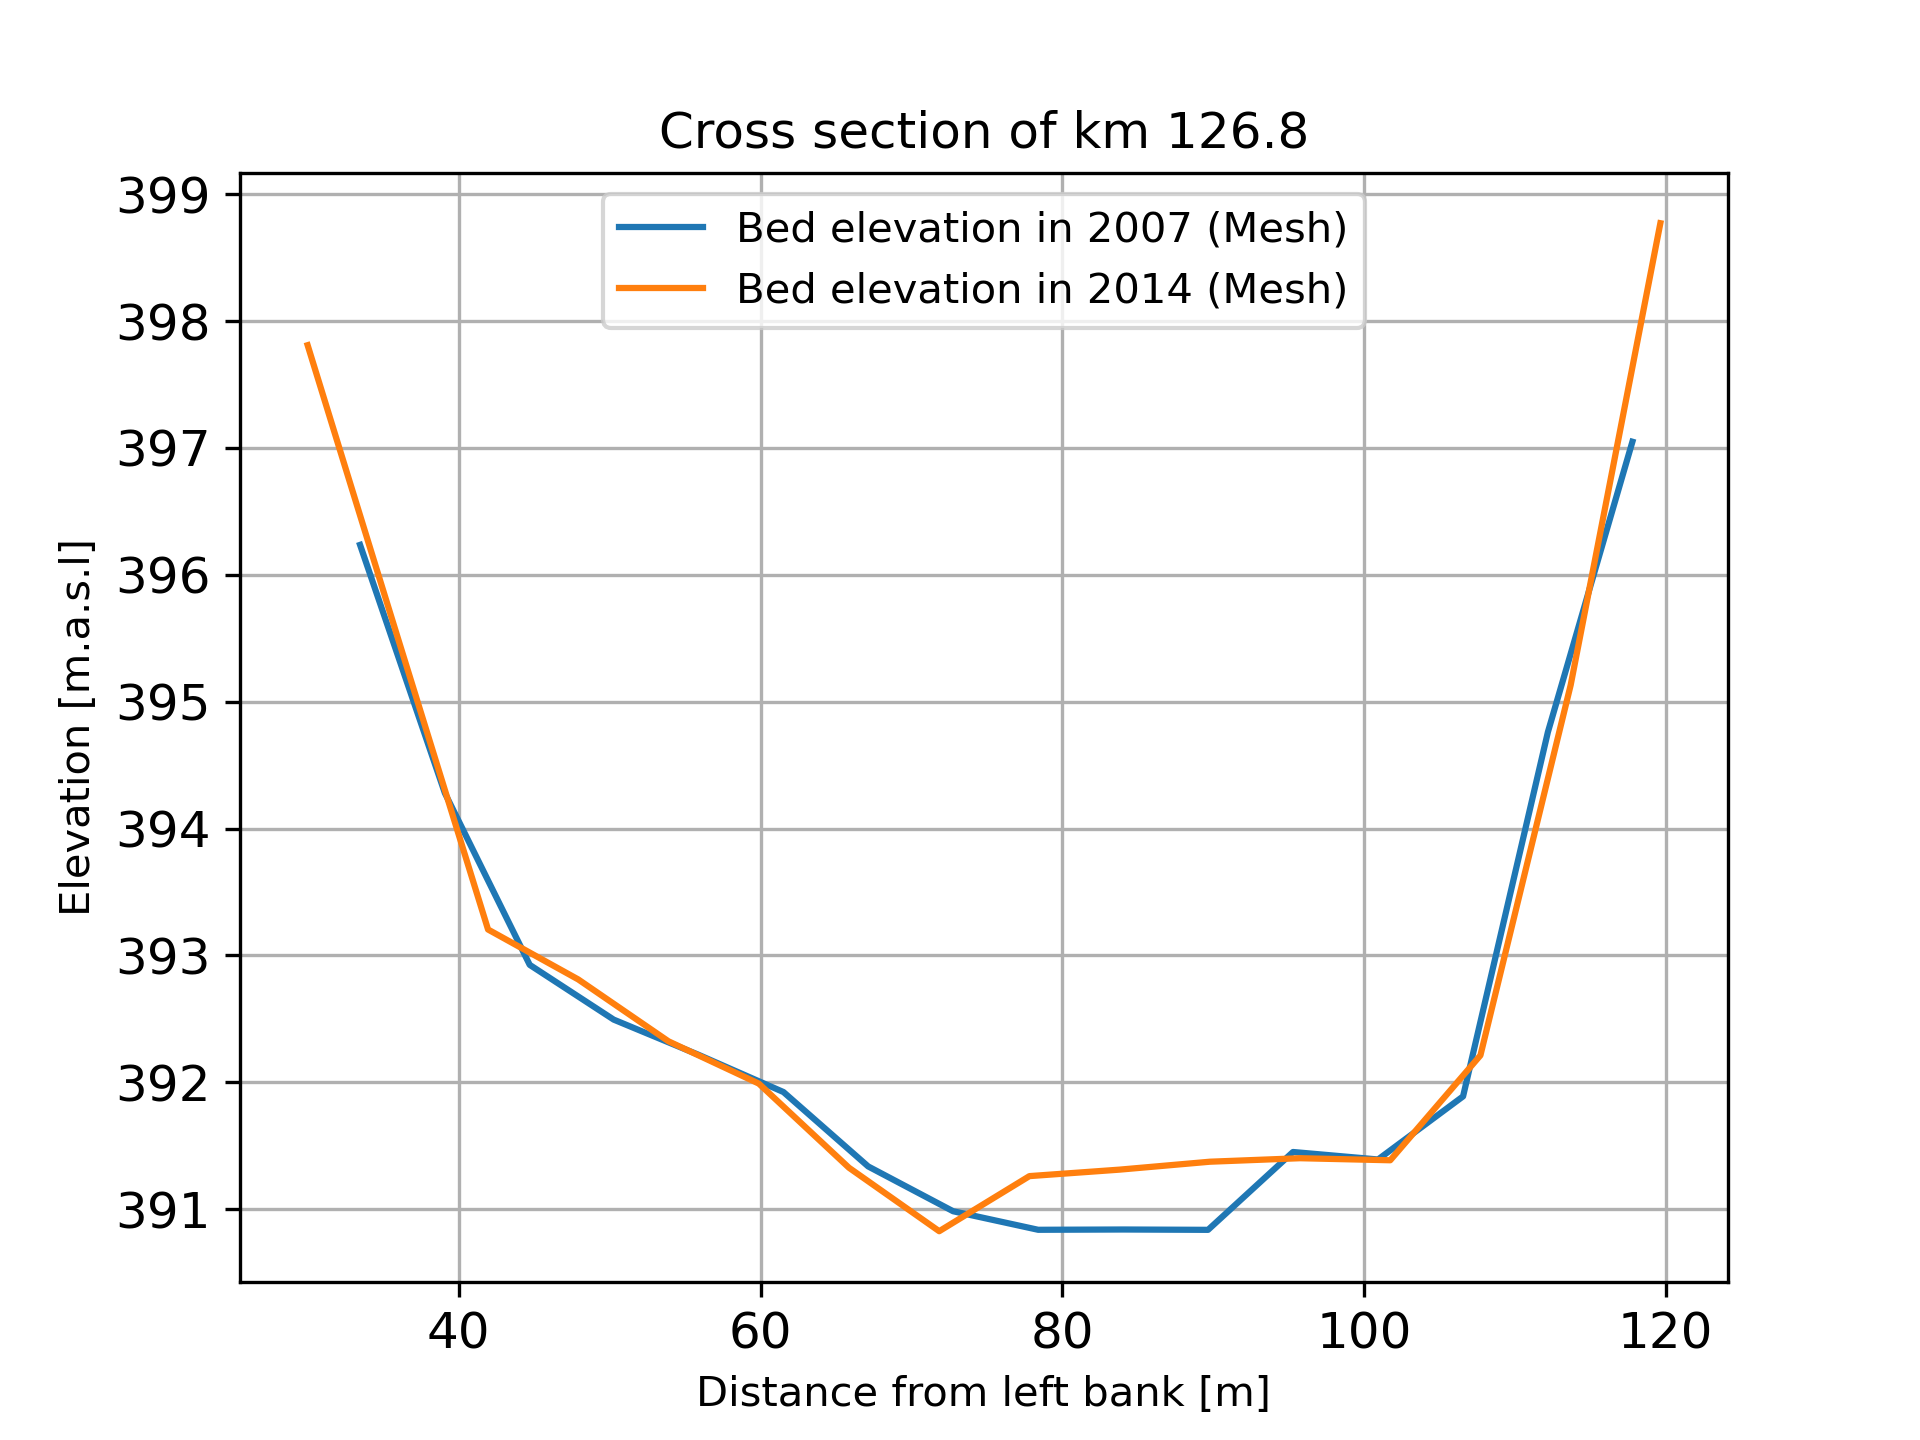 Cross section of km 126.8
Bed elevation in 2007 (Mesh)
Bed elevation in 2014 (Mesh)
Elevation [m.a.s.l]
399
398
397
396
395
394
393
392
391
40 60 80 100 120
Distance from left bank [m]